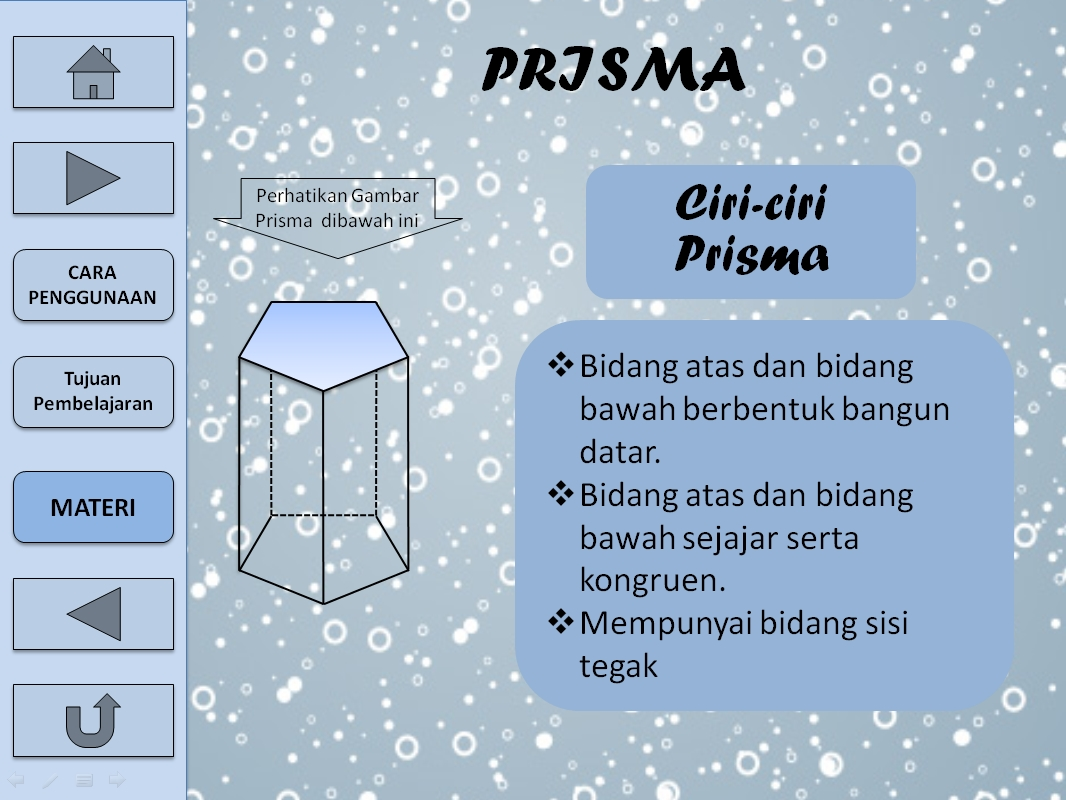 PRISMA
CARA
PENGGUNAAN
Tujuan
Pembelajaran
MATERI
Perhatikan Gambar
Prisma dibawah ini
Ciri-ciri
Prisma
❖Bidang atas dan bidang
bawah berbentuk bangun
datar.
❖Bidang atas dan bidang
bawah sejajar serta
kongruen.
❖Mempunyai bidang sisi
tegak